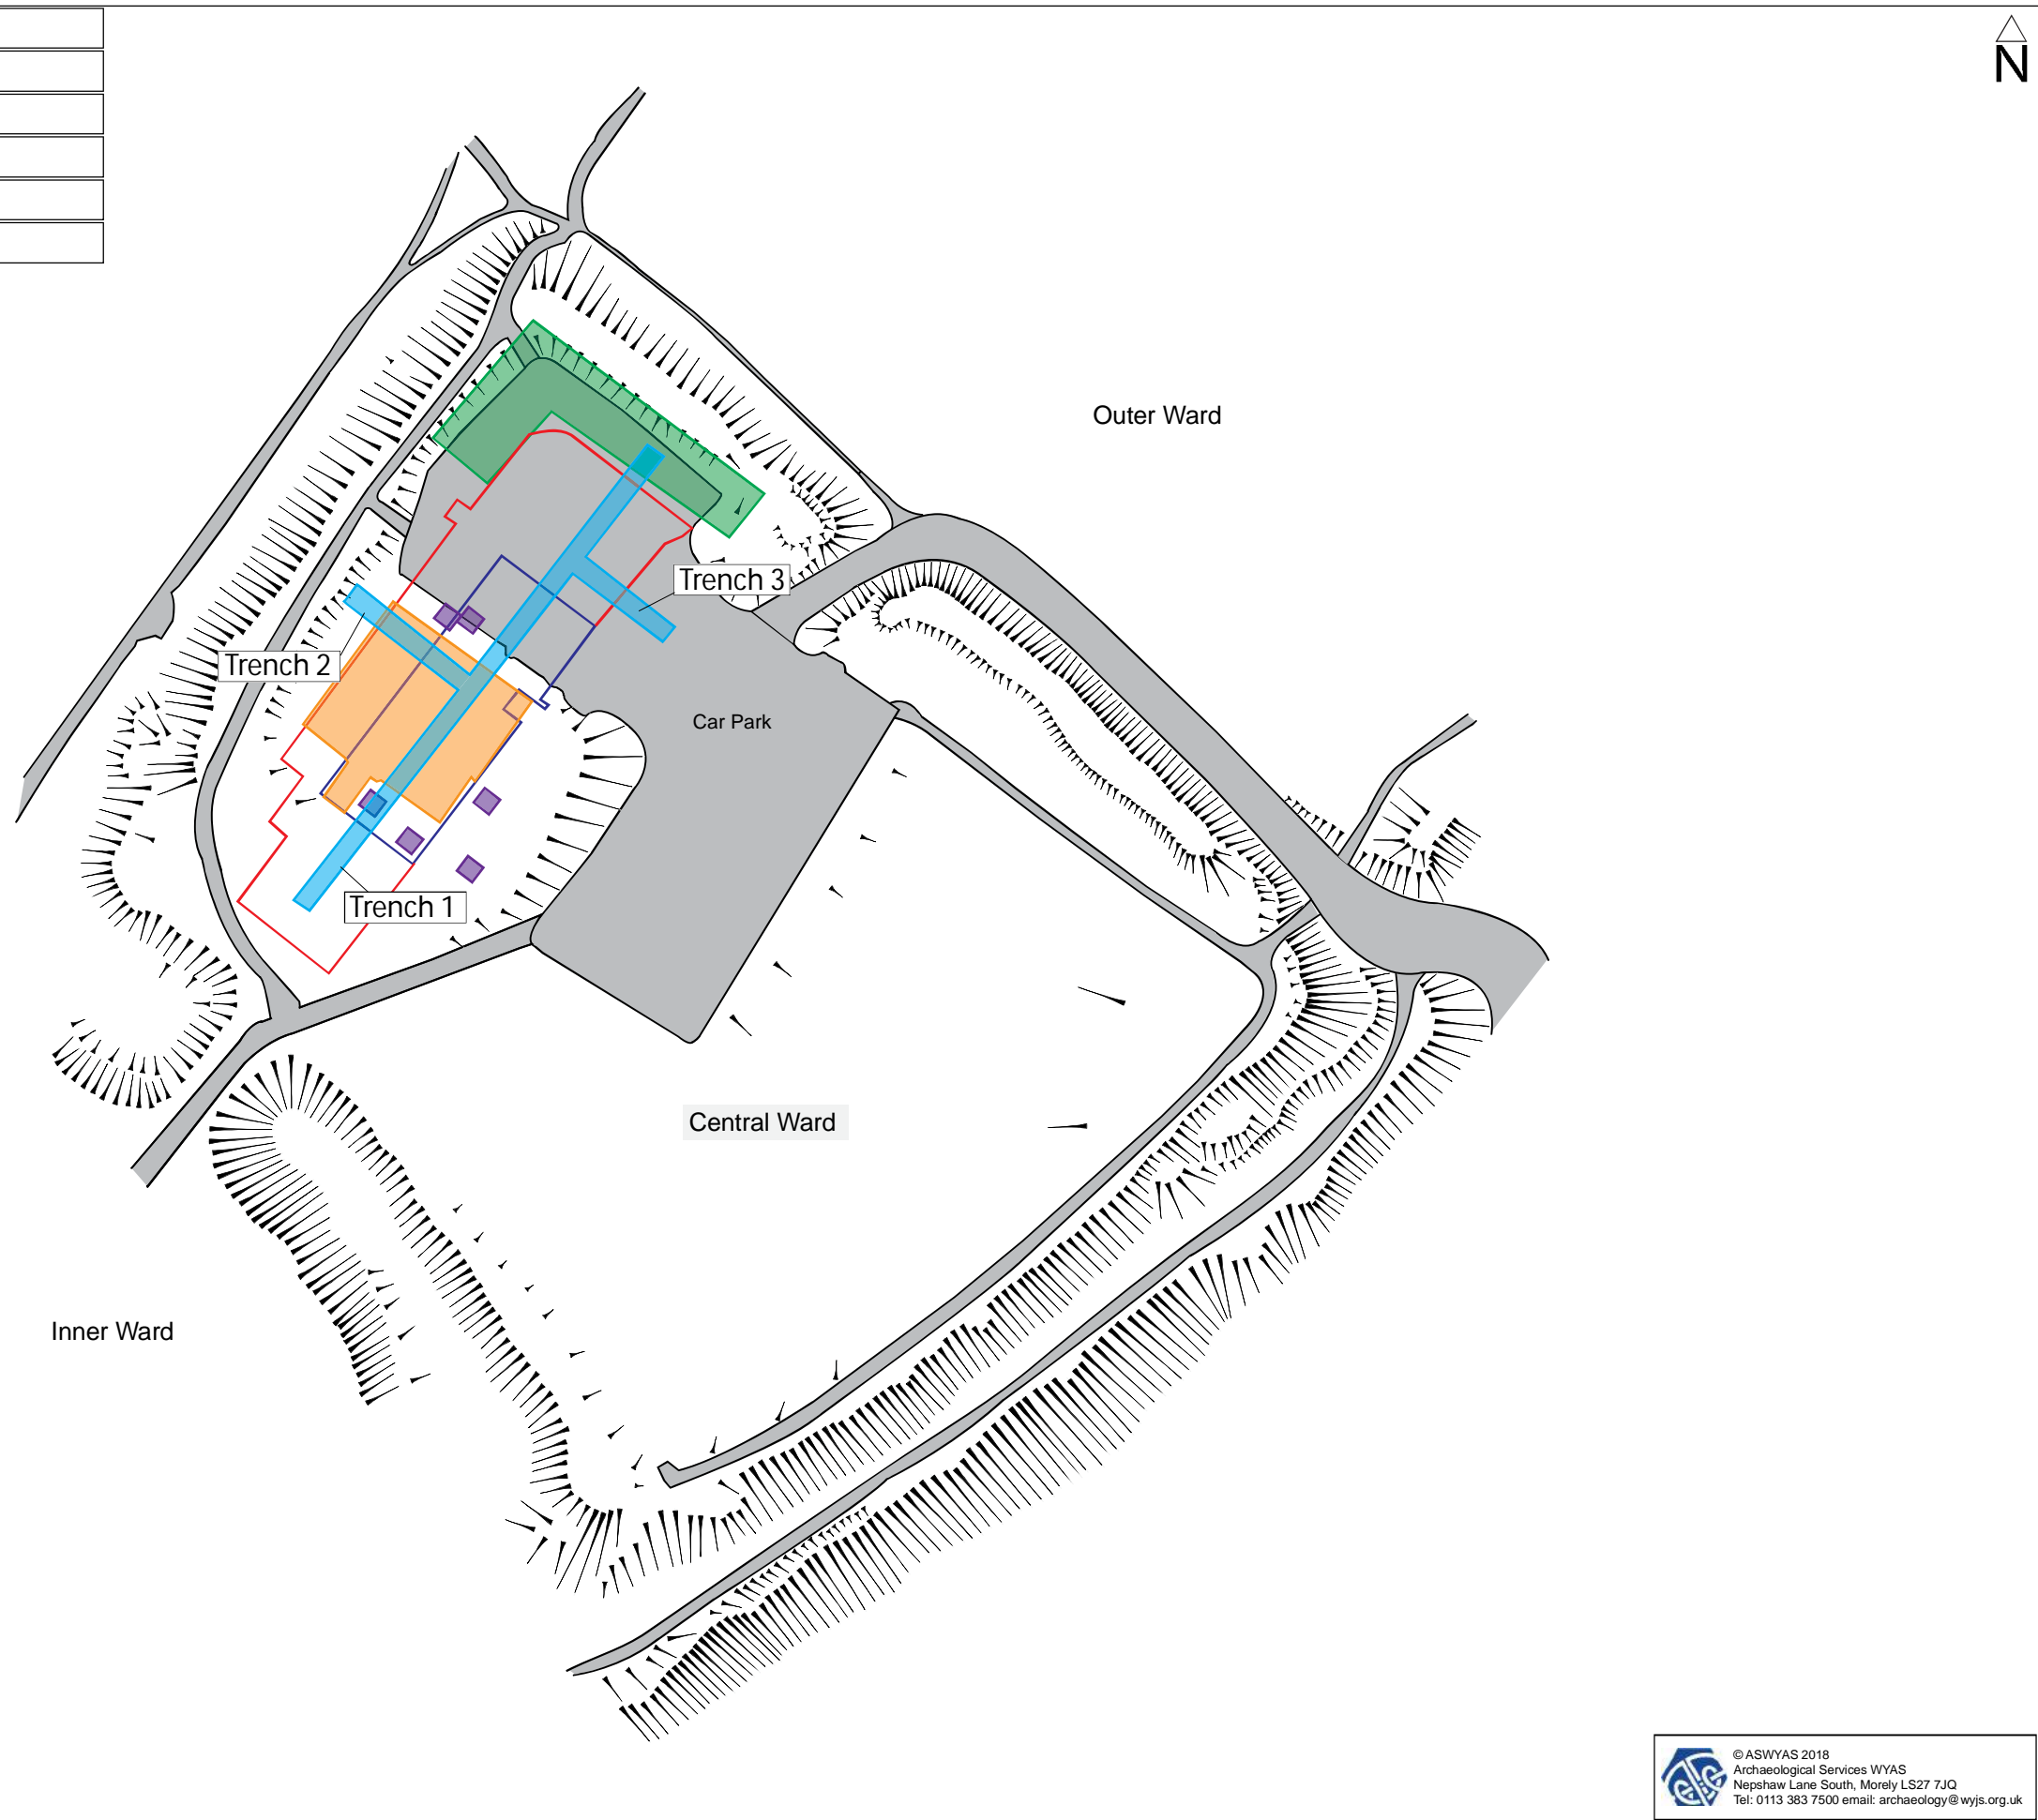 N
Outer Ward
Trench 3
Trench 2
Car Park
Trench 1
Central Ward
Inner Ward
© ASWYAS 2018
Archaeological Services WYAS
Nepshaw Lane South, Morely LS27 7JQ
Tel: 0113 383 7500 email: archaeology@wyjs.org.uk